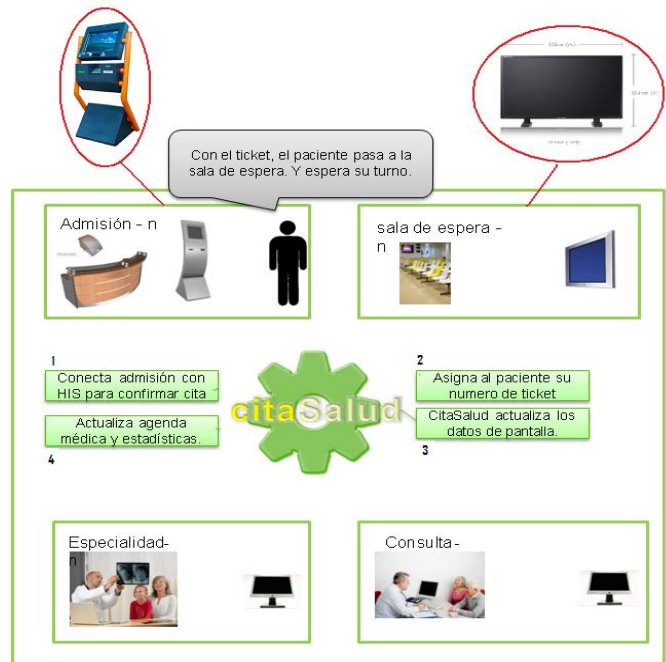 Con el ticket, el paciente pasa a la
sala de espera. Y espera su turno.
Admisión - n
sala de espera -
n
1
Conecta admisión con
HIS para confirmar cita
2
Asigna al paciente su
numero de ticket
citaSalud
Actualiza agenda
médica y estadísticas.
4
CitaSalud actualiza los
datos de pantalla.
3
Especialidad-
n
Consulta-